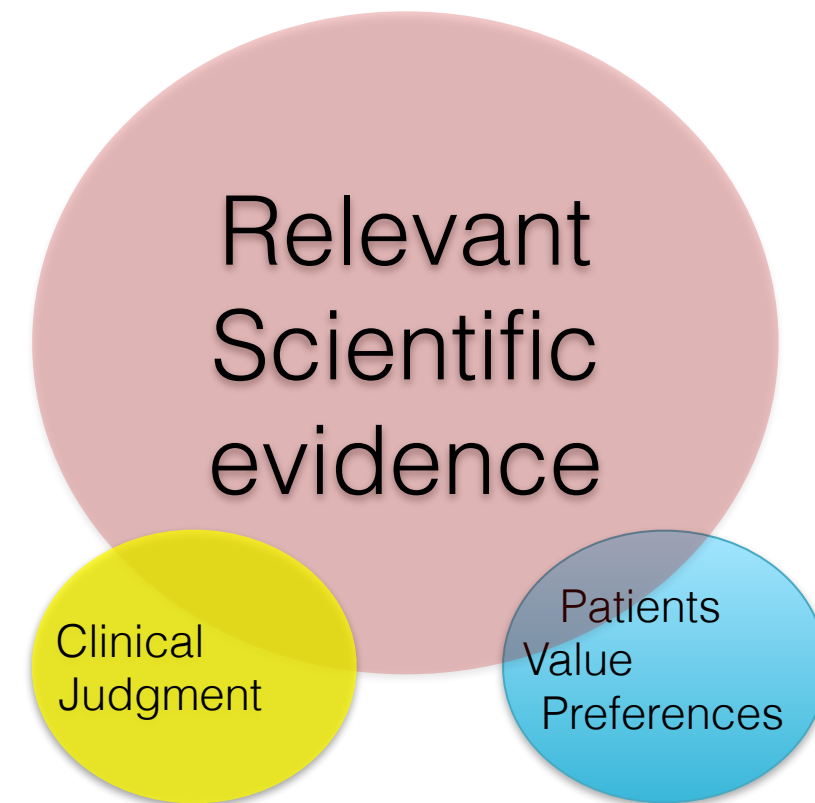 Relevant
Scientific
evidence
Clinical
Judgment
Patients
Value
Preferences